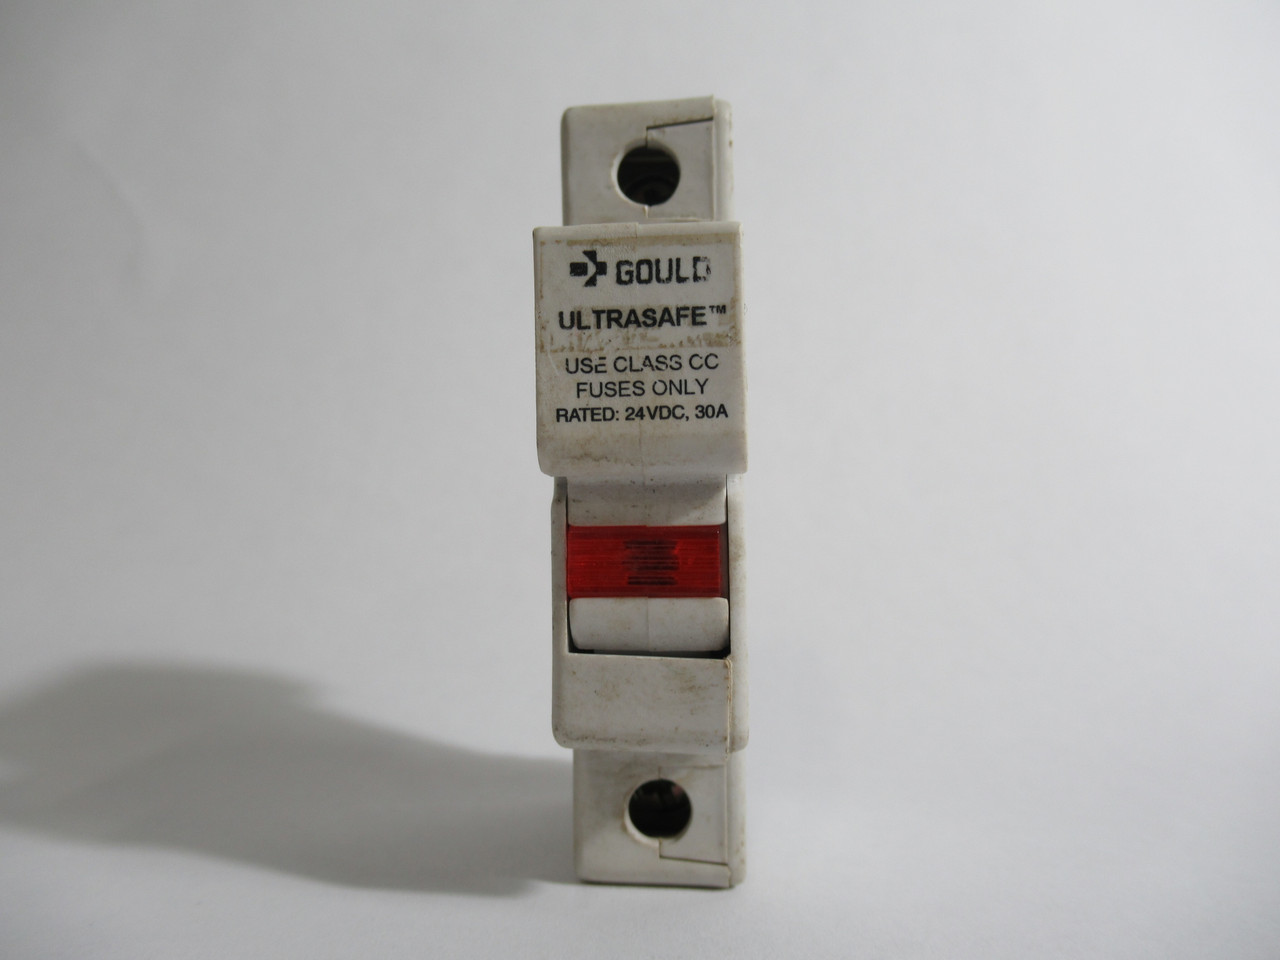 GOULD
ULTRASAFE™
USE CLASS CC
FUSES ONLY
RATED: 24VDC, 30A